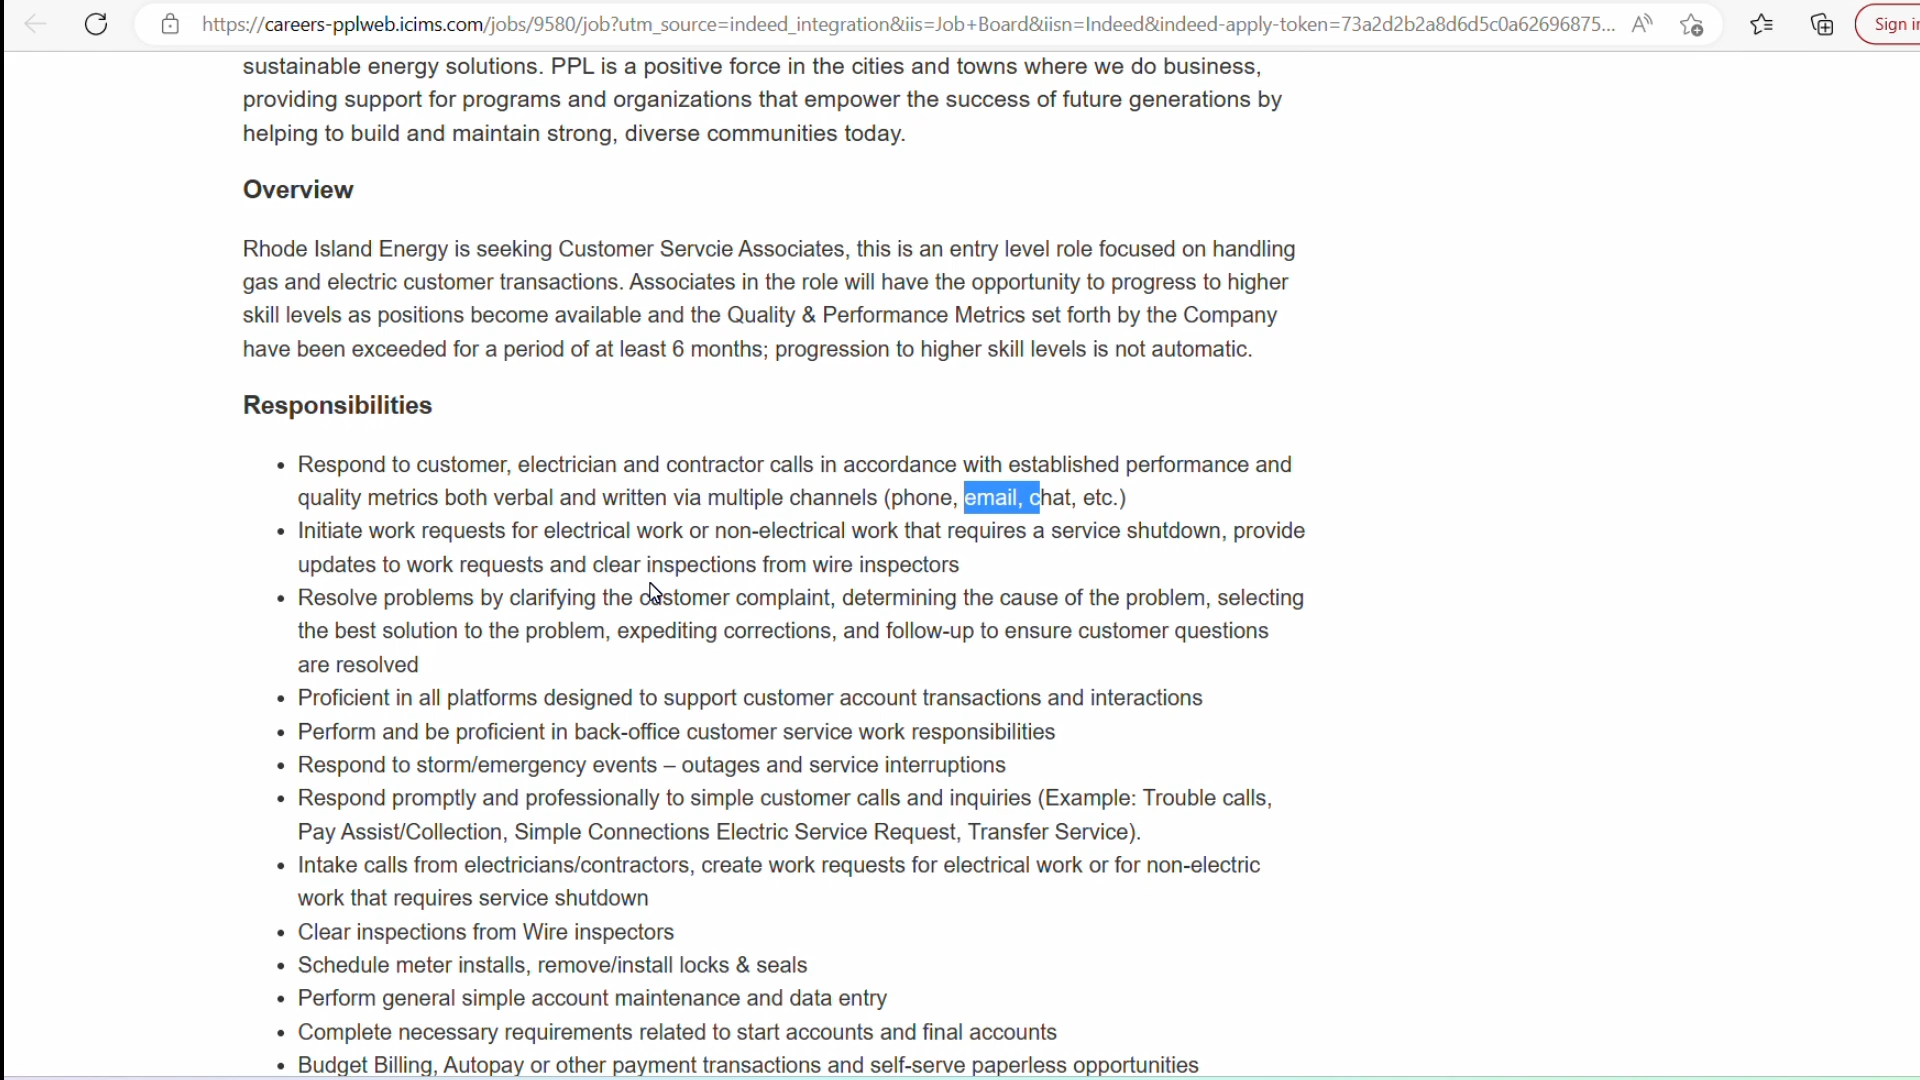 https://careers-pplweb.icims.com/jobs/9580/job?utm_source=indeed_integration&iis=Job+Board&iisn=Indeed&indeed-apply-token=73a2d2b2a8d6d5c0a62696875...
Sign in
sustainable energy solutions. PPL is a positive force in the cities and towns where we do business,
providing support for programs and organizations that empower the success of future generations by
helping to build and maintain strong, diverse communities today.
Overview
Rhode Island Energy is seeking Customer Servcie Associates, this is an entry level role focused on handling
gas and electric customer transactions. Associates in the role will have the opportunity to progress to higher
skill levels as positions become available and the Quality & Performance Metrics set forth by the Company
have been exceeded for a period of at least 6 months; progression to higher skill levels is not automatic.
Responsibilities
• Respond to customer, electrician and contractor calls in accordance with established performance and
quality metrics both verbal and written via multiple channels (phone, email, chat, etc.)
• Initiate work requests for electrical work or non-electrical work that requires a service shutdown, provide
updates to work requests and clear inspections from wire inspectors
• Resolve problems by clarifying the customer complaint, determining the cause of the problem, selecting
the best solution to the problem, expediting corrections, and follow-up to ensure customer questions
are resolved
• Proficient in all platforms designed to support customer account transactions and interactions
• Perform and be proficient in back-office customer service work responsibilities
• Respond to storm/emergency events – outages and service interruptions
• Respond promptly and professionally to simple customer calls and inquiries (Example: Trouble calls,
Pay Assist/Collection, Simple Connections Electric Service Request, Transfer Service).
• Intake calls from electricians/contractors, create work requests for electrical work or for non-electric
work that requires service shutdown
• Clear inspections from Wire inspectors
• Schedule meter installs, remove/install locks & seals
• Perform general simple account maintenance and data entry
• Complete necessary requirements related to start accounts and final accounts
• Budget Billing, Autopay or other payment transactions and self-serve paperless opportunities